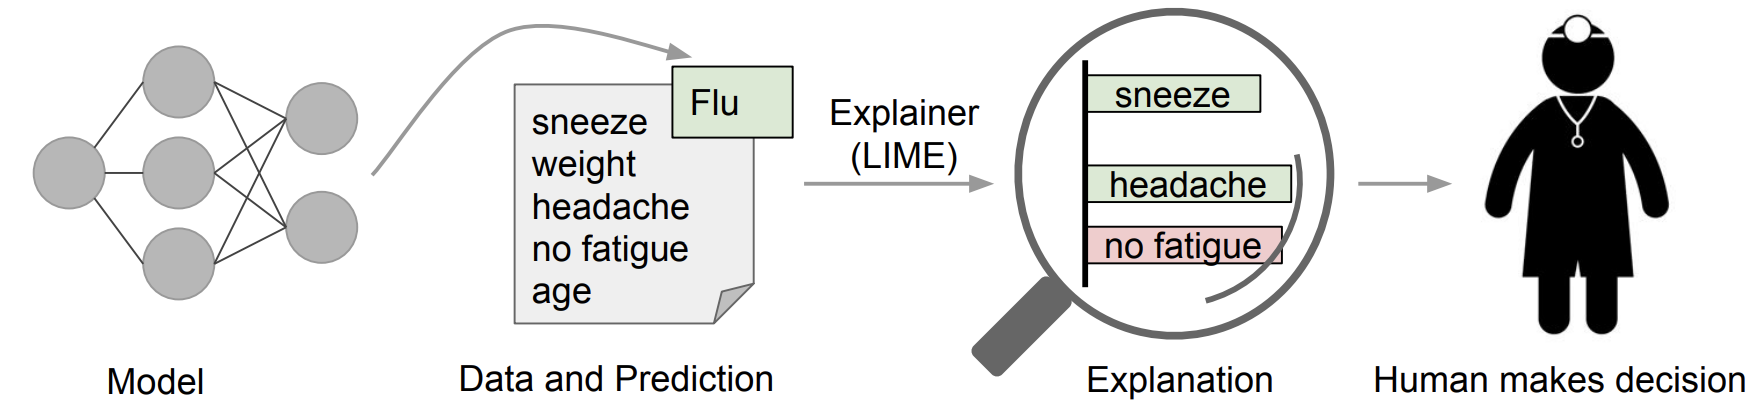 Flu
sneeze
weight
headache
no fatigue
age
Explainer
(LIME)
sneeze
headache
no fatigue
Model
Data and Prediction
Explanation
Human makes decision